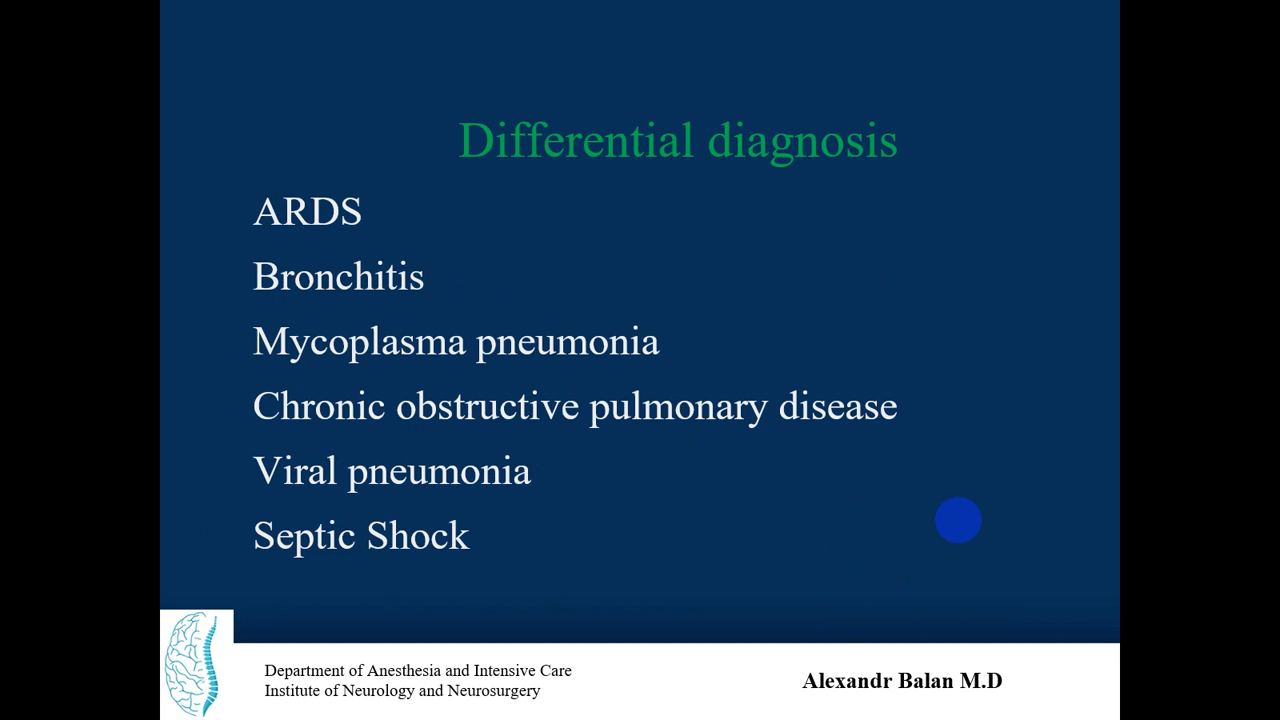 Differential diagnosis
ARDS
Bronchitis
Mycoplasma pneumonia
Chronic obstructive pulmonary disease
Viral pneumonia
Septic Shock
Department of Anesthesia and Intensive Care
Institute of Neurology and Neurosurgery
Alexandr Balan M.D